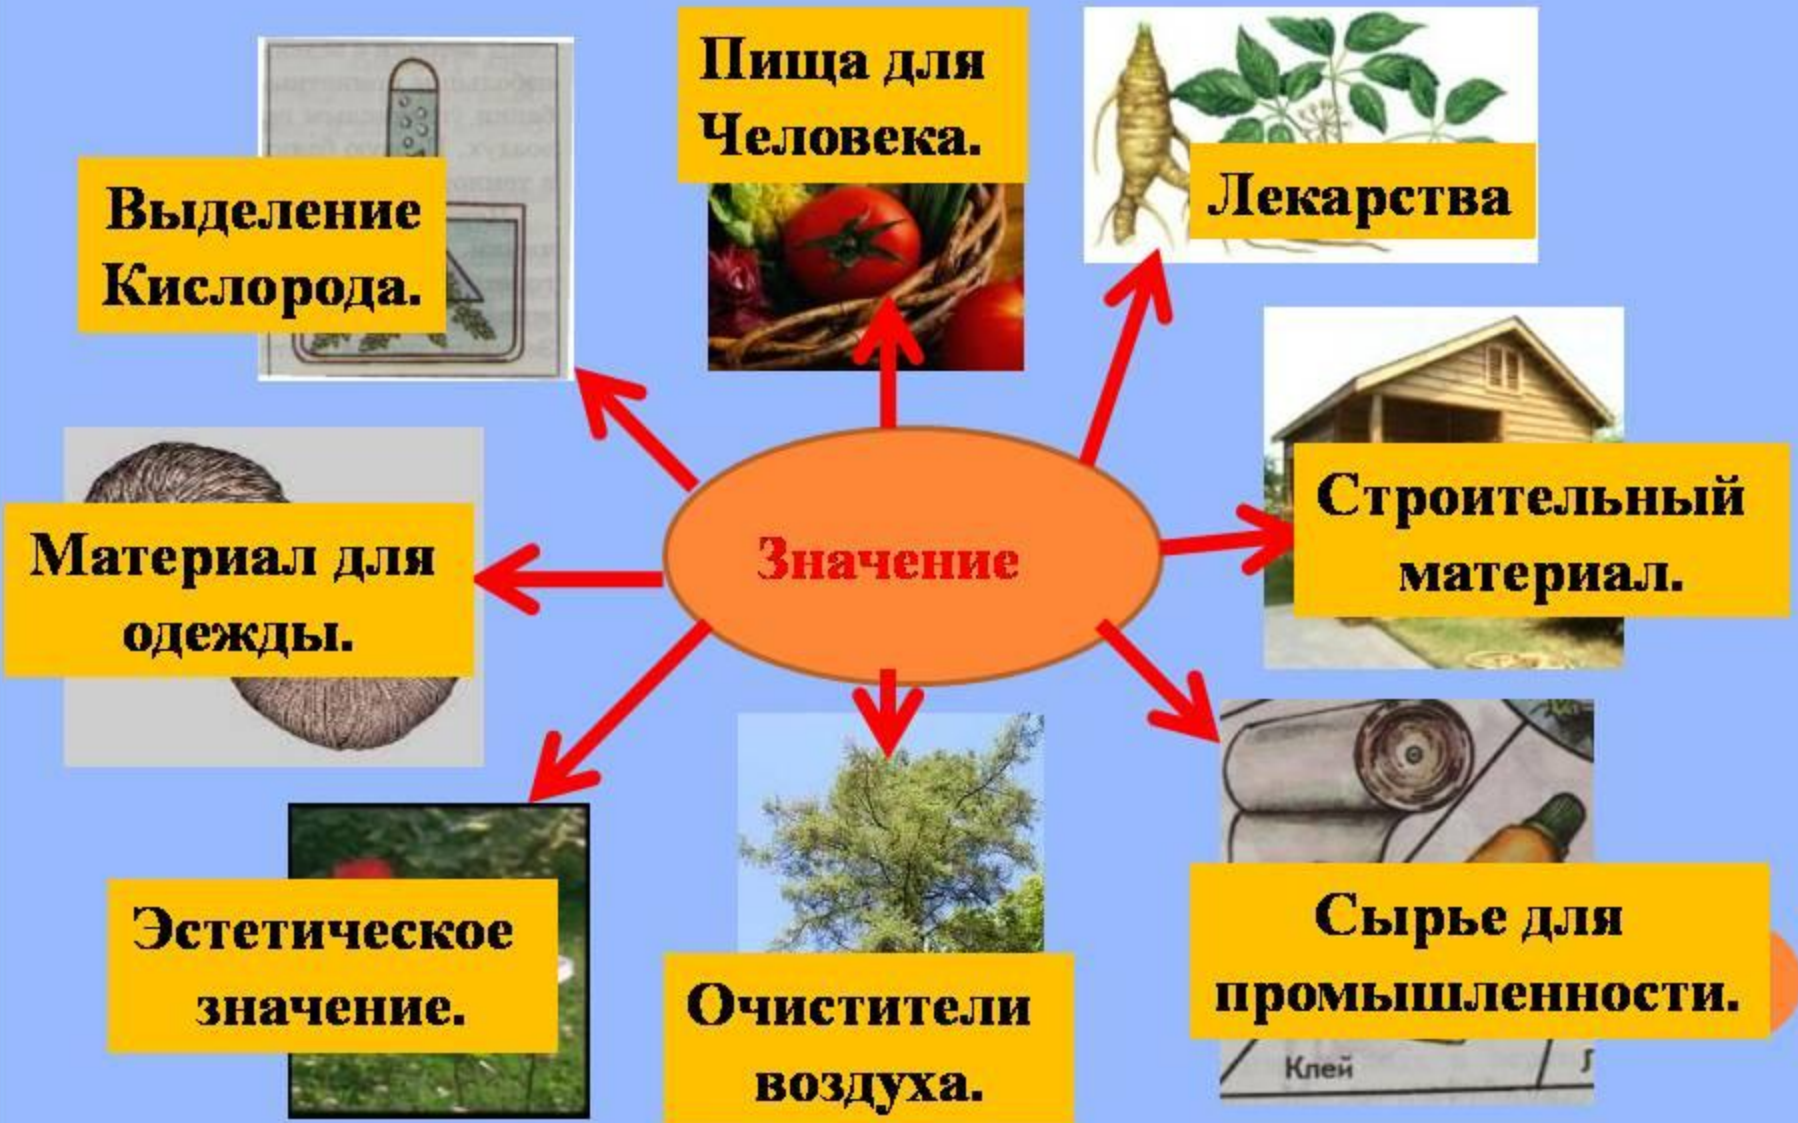 Пища для
Человека.
Лекарства
Выделение
Кислорода.
Строительный
материал.
Значение
Материал для
одежды.
Эстетическое
значение.
Очистители
воздуха.
Сырье для
промышленности.
Клей